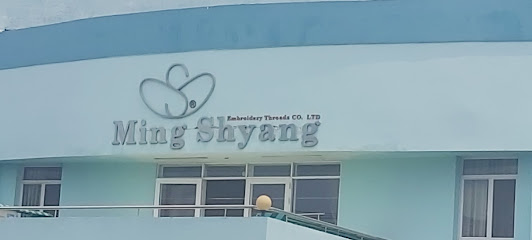 ®
Embroidery Threads CO. LTD
Ming Shyang